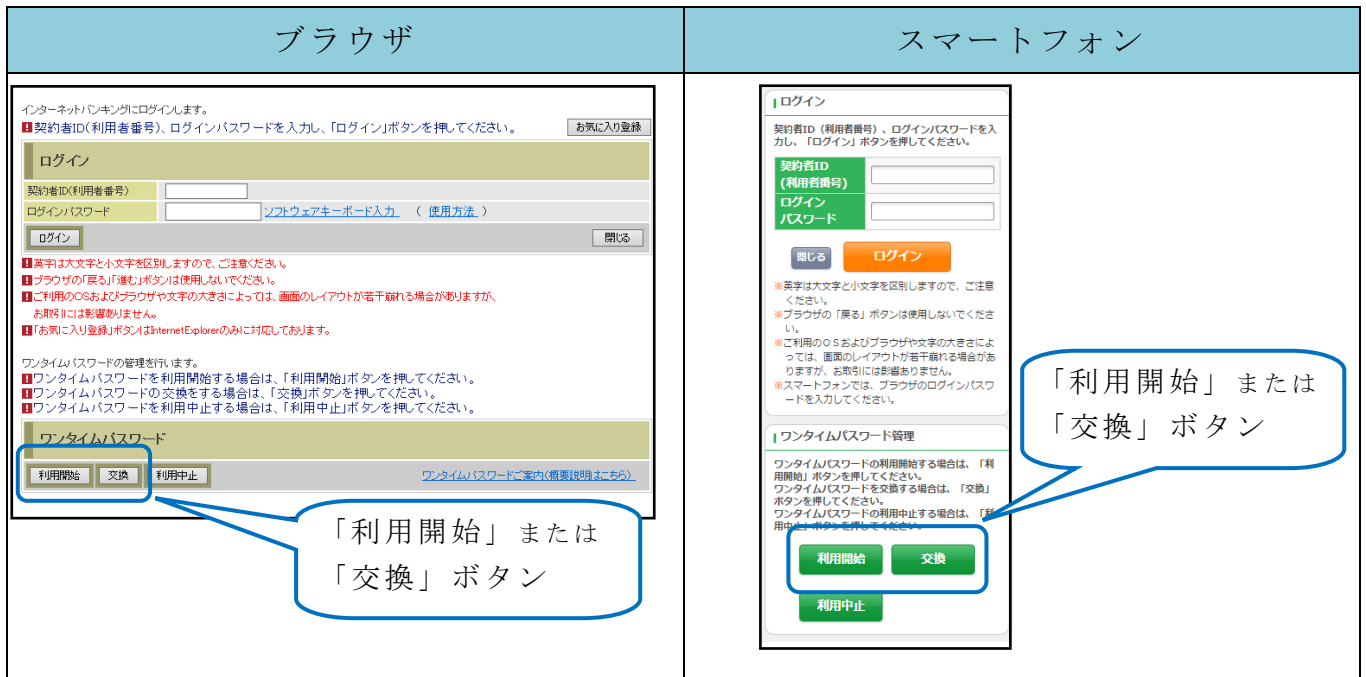 ブラウザ
スマートフォン
インターネットバンキングにログインします。
契約者ID(利用者番号)、ログインパスワードを入力し、「ログイン」ボタンを押してください。
お気に入り登録
ログイン
契約者ID(利用者番号)
ログインパスワード ソフトウェアキーボード入力 ( 使用方法 )
ログイン 閉じる
英字は大文字と小文字を区別しますので、ご注意ください。
ブラウザの「戻る」「進む」ボタンは使用しないでください。
ご利用のOSおよびブラウザや文字の大きさによっては、画面のレイアウトが若干崩れる場合がありますが、
お取引には影響ありません。
「お気に入り登録」ボタンはInternetExplorerのみに対応しております。
ワンタイムパスワードの管理を行います。
ワンタイムパスワードを利用開始する場合は、「利用開始」ボタンを押してください。
ワンタイムパスワードの交換をする場合は、「交換」ボタンを押してください。
ワンタイムパスワードを利用中止する場合は、「利用中止」ボタンを押してください。
ワンタイムパスワード
利用開始 交換 利用中止 ワンタイムパスワードご案内(概要説明はこちら)
「利用開始」または
「交換」ボタン
ログイン
契約者ID（利用者番号）、ログインパスワードを入
力し、「ログイン」ボタンを押してください。
契約者ID
(利用者番号)
ログイン
パスワード
閉じる ログイン
※英字は大文字と小文字を区別しますので、ご注意
ください。
※ブラウザの「戻る」ボタンは使用しないでくださ
い。
※ご利用のＯＳおよびブラウザや文字の大きさによ
っては、画面のレイアウトが若干崩れる場合があ
りますが、お取引には影響ありません。
※スマートフォンでは、ブラウザのログインパスワ
ードを入力してください。
ワンタイムパスワード管理
ワンタイムパスワードの利用開始する場合は、「利
用開始」ボタンを押してください。
ワンタイムパスワードを交換する場合は、「交換」
ボタンを押してください。
ワンタイムパスワードの利用中止する場合は、「利
用中止」ボタンを押してください。
利用開始 交換
利用中止
「利用開始」または
「交換」ボタン